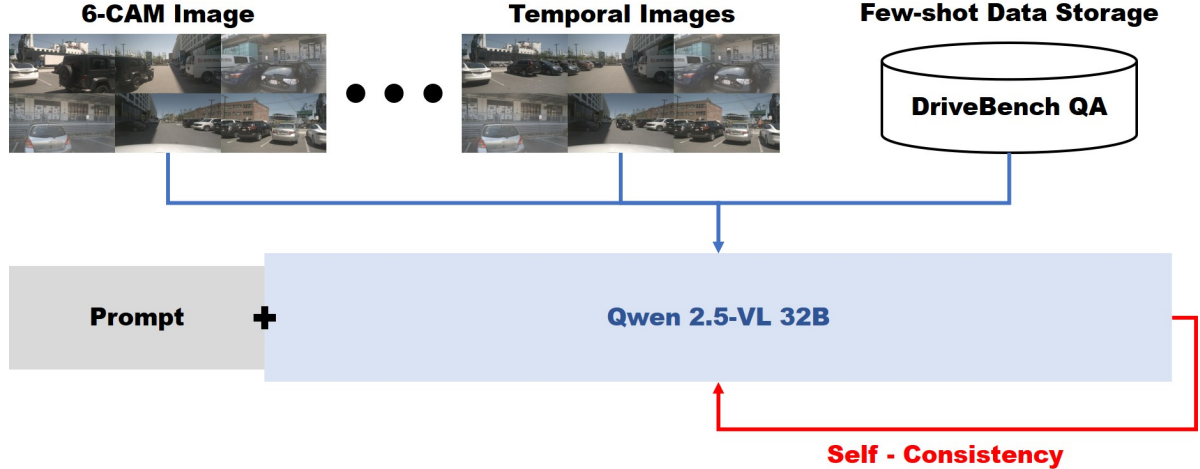 6-CAM Image
Temporal Images
Few-shot Data Storage
DriveBench QA
Prompt
+
Qwen 2.5-VL 32B
Self - Consistency